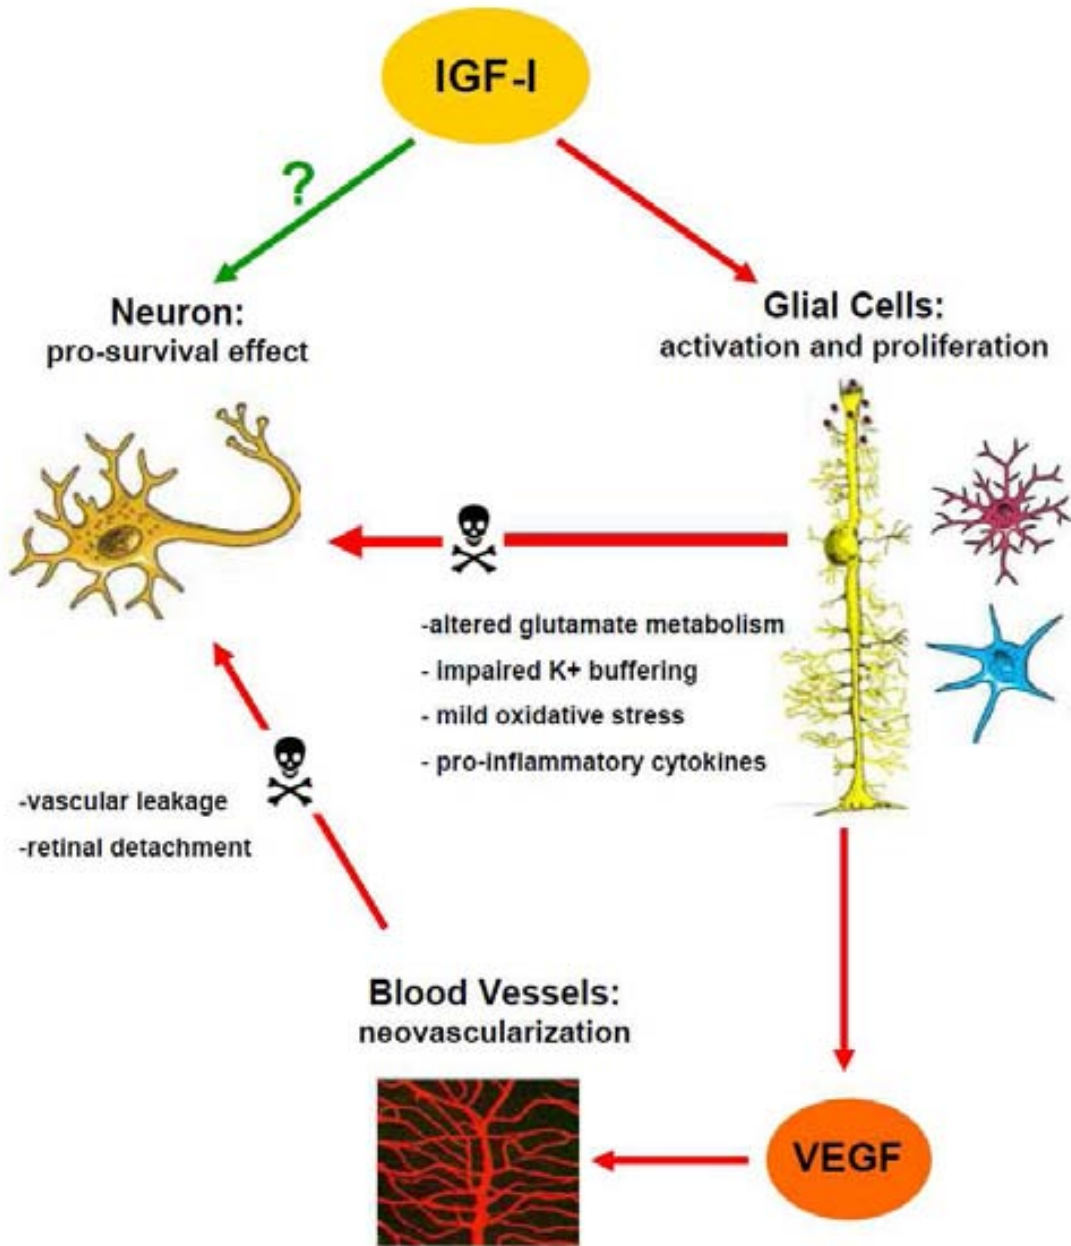 IGF-I
?
Neuron:
pro-survival effect
Glial Cells:
activation and proliferation
-altered glutamate metabolism
- impaired K+ buffering
- mild oxidative stress
- pro-inflammatory cytokines
-vascular leakage
-retinal detachment
Blood Vessels:
neovascularization
VEGF